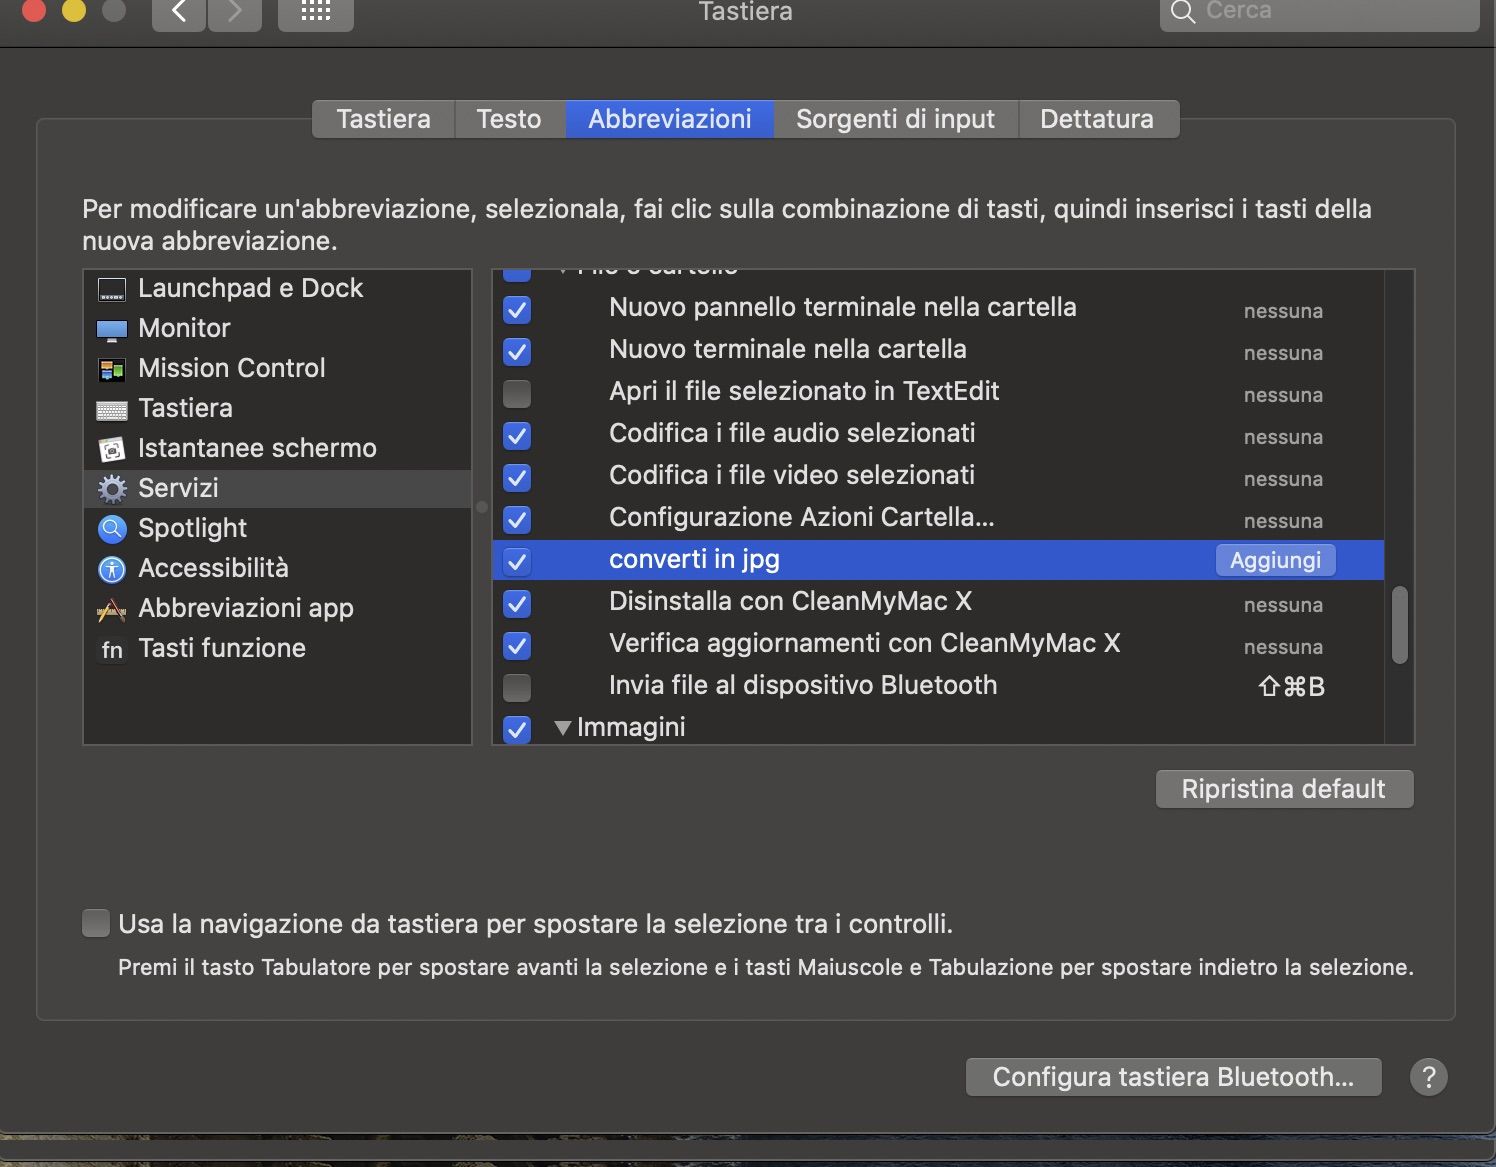 Tastiera
Cerca
Tastiera
Testo
Abbreviazioni
Sorgenti di input
Dettatura
Per modificare un'abbreviazione, selezionala, fai clic sulla combinazione di tasti, quindi inserisci i tasti della
nuova abbreviazione.
Launchpad e Dock
Monitor
Mission Control
Tastiera
Istantanee schermo
Servizi
Spotlight
Accessibilità
Abbreviazioni app
fn Tasti funzione
File e cartelle
Nuovo pannello terminale nella cartella nessuna
Nuovo terminale nella cartella nessuna
Apri il file selezionato in TextEdit nessuna
Codifica i file audio selezionati nessuna
Codifica i file video selezionati nessuna
Configurazione Azioni Cartella... nessuna
converti in jpg Aggiungi
Disinstalla con CleanMyMac X nessuna
Verifica aggiornamenti con CleanMyMac X nessuna
Invia file al dispositivo Bluetooth ⇧⌘B
Immagini
Ripristina default
Usa la navigazione da tastiera per spostare la selezione tra i controlli.
Premi il tasto Tabulatore per spostare avanti la selezione e i tasti Maiuscole e Tabulazione per spostare indietro la selezione.
Configura tastiera Bluetooth...
?